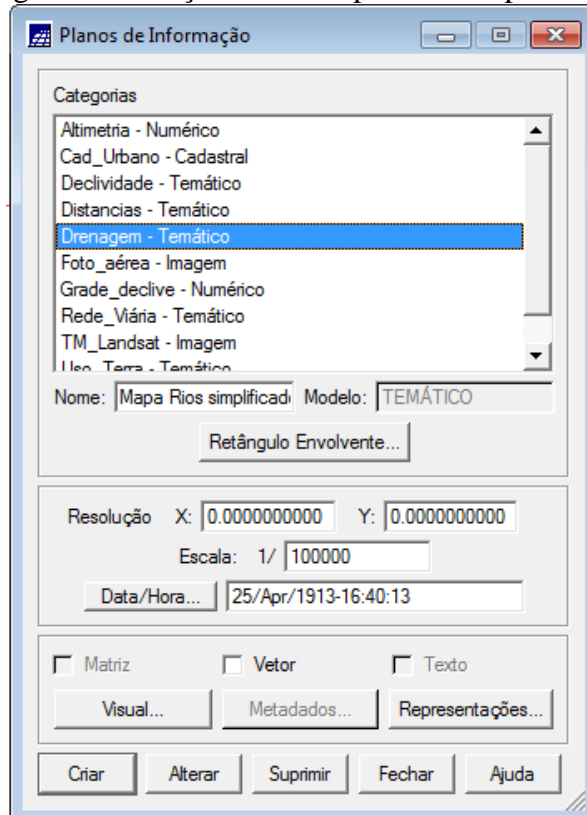 Planos de Informação
Categorias
Altimetria - Numérico
Cad_Urbano - Cadastral
Declividade - Temático
Distancias - Temático
Drenagem - Temático
Foto_aérea - Imagem
Grade_declive - Numérico
Rede_Viária - Temático
TM_Landsat - Imagem
Uso_Terra - Temático
Nome: Mapa Rios simplificad Modelo: TEMÁTICO
Retângulo Envolvente...
Resolução X: 0.0000000000 Y: 0.0000000000
Escala: 1/ 100000
Data/Hora... 25/Apr/1913-16:40:13
Matriz Vetor Texto
Visual... Metadados... Representações...
Criar Alterar Suprimir Fechar Ajuda